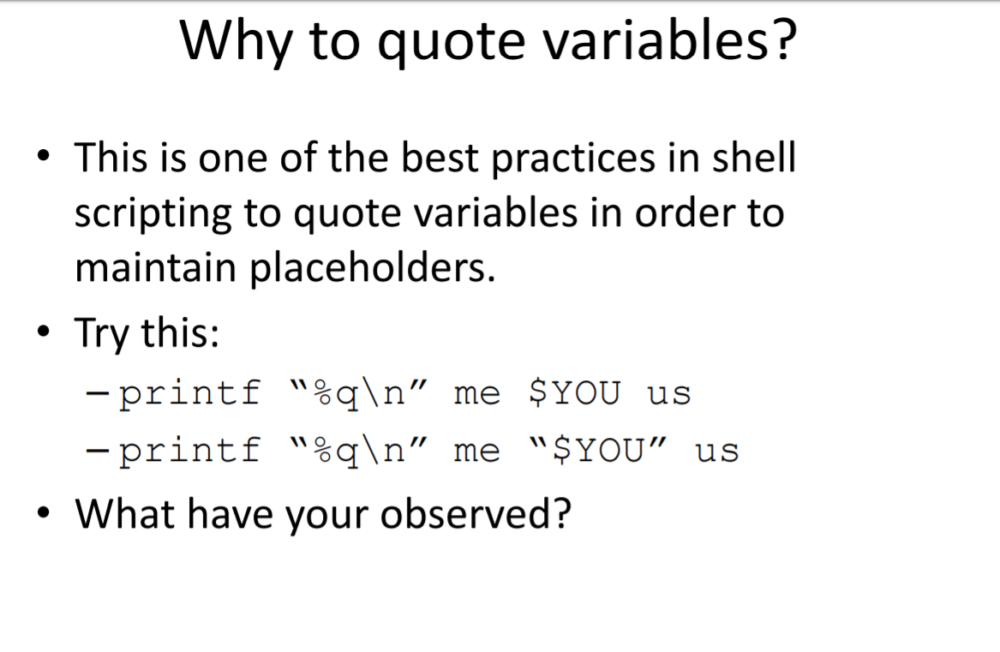 Why to quote variables?
• This is one of the best practices in shell
scripting to quote variables in order to
maintain placeholders.
• Try this:
– printf “%q\n” me $YOU us
– printf “%q\n” me “$YOU” us
• What have your observed?